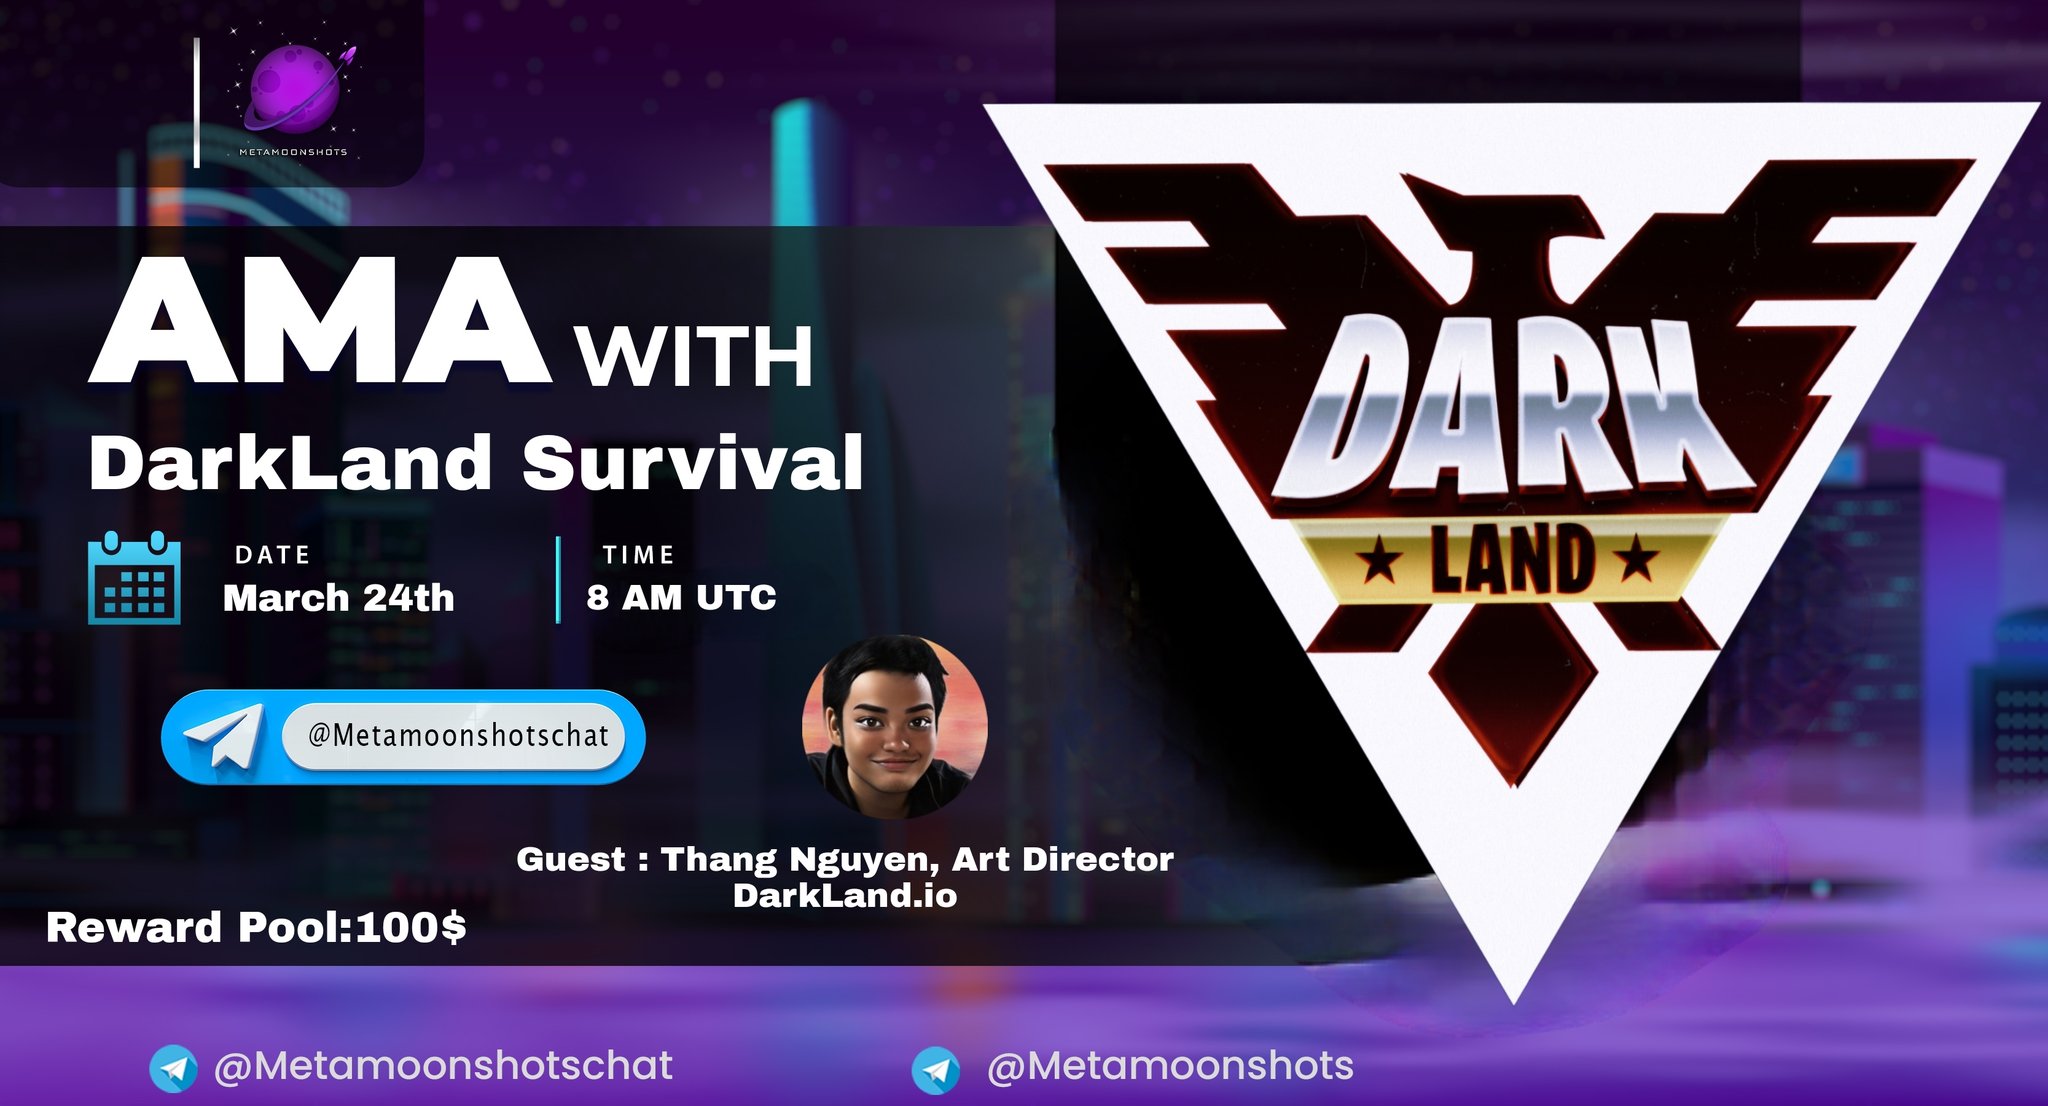 METAMOONSHOTS
AMA WITH
DarkLand Survival
DATE
March 24th
TIME
8 AM UTC
@Metamoonshotschat
Guest : Thang Nguyen, Art Director
DarkLand.io
Reward Pool:100$
DARK
LAND
@Metamoonshotschat
@Metamoonshots